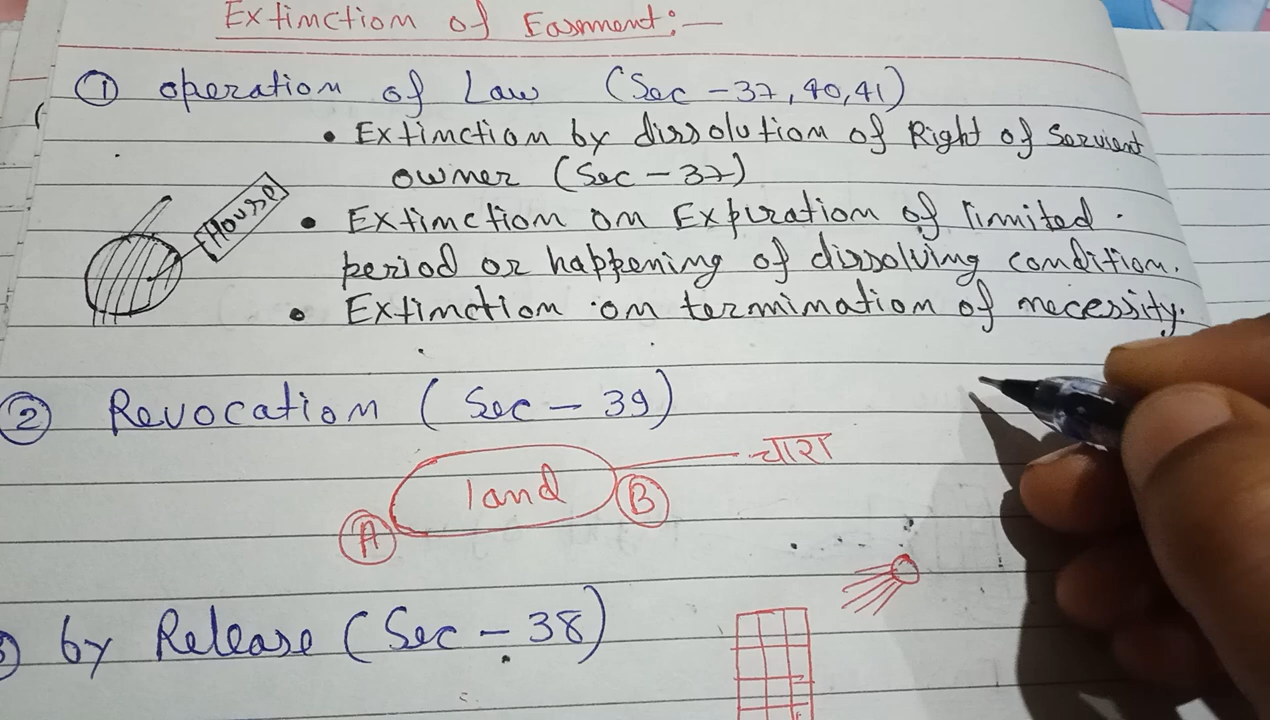 Extinction of Easnment:-
① operation of Law (Sec - 37, 40, 41)
• Extinction by dissolution of Right of Servient
owner (Sec - 37)
House
• Extinction on Expiration of limited
period or happening of dissolving condition.
• Extinction on termination of necessity.
② Revocation (Sec - 39)
चारा
land
A
B
by Release (Sec - 38)